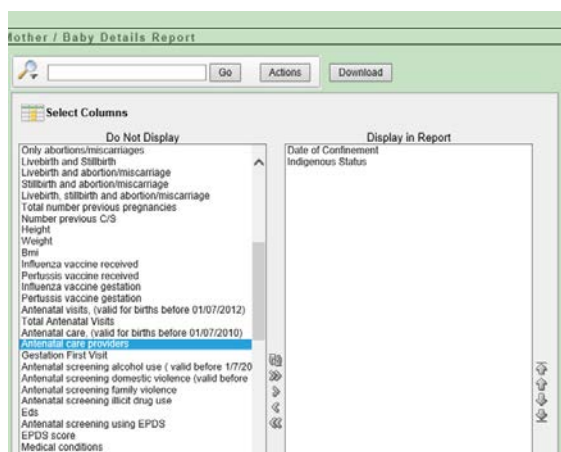 Mother / Baby Details Report
Go
Actions
Download
Select Columns
Do Not Display
Display in Report
Only abortions/miscarriages
Livebirth and Stillbirth
Livebirth and abortion/miscarriage
Stillbirth and abortion/miscarriage
Livebirth, stillbirth and abortion/miscarriage
Total number previous pregnancies
Number previous C/S
Height
Weight
Bmi
Influenza vaccine received
Pertussis vaccine received
Influenza vaccine gestation
Pertussis vaccine gestation
Antenatal visits, (valid for births before 01/07/2012)
Total Antenatal Visits
Antenatal care, (valid for births before 01/07/2010)
Antenatal care providers
Gestation First Visit
Antenatal screening alcohol use ( valid before 1/7/20
Antenatal screening domestic violence (valid before
Antenatal screening family violence
Antenatal screening illicit drug use
Eds
Antenatal screening using EPDS
EPDS score
Medical conditions
Date of Confinement
Indigenous Status